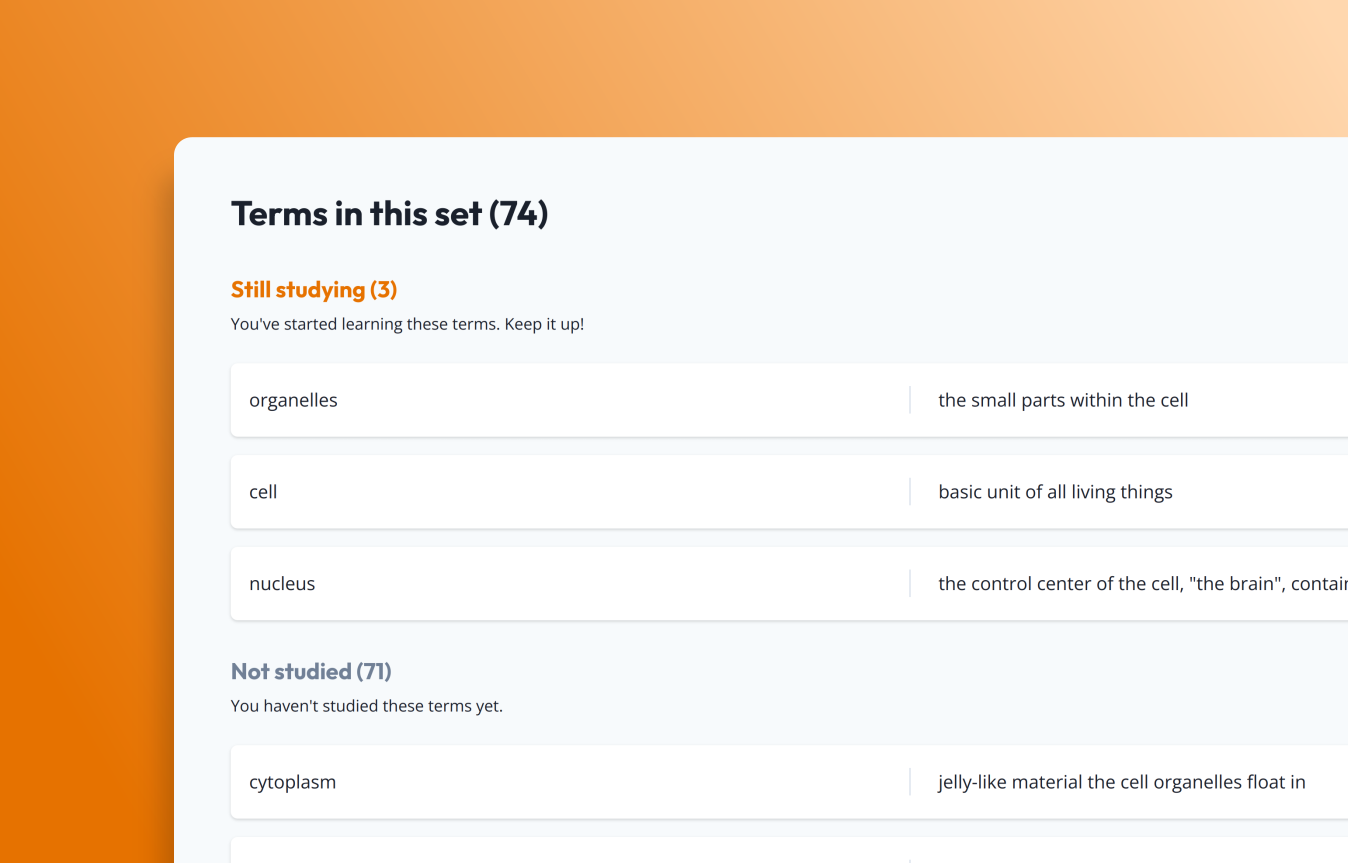 Terms in this set (74)
Still studying (3)
You've started learning these terms. Keep it up!
organelles
the small parts within the cell
cell
basic unit of all living things
nucleus
the control center of the cell, "the brain", contain
Not studied (71)
You haven't studied these terms yet.
cytoplasm
jelly-like material the cell organelles float in